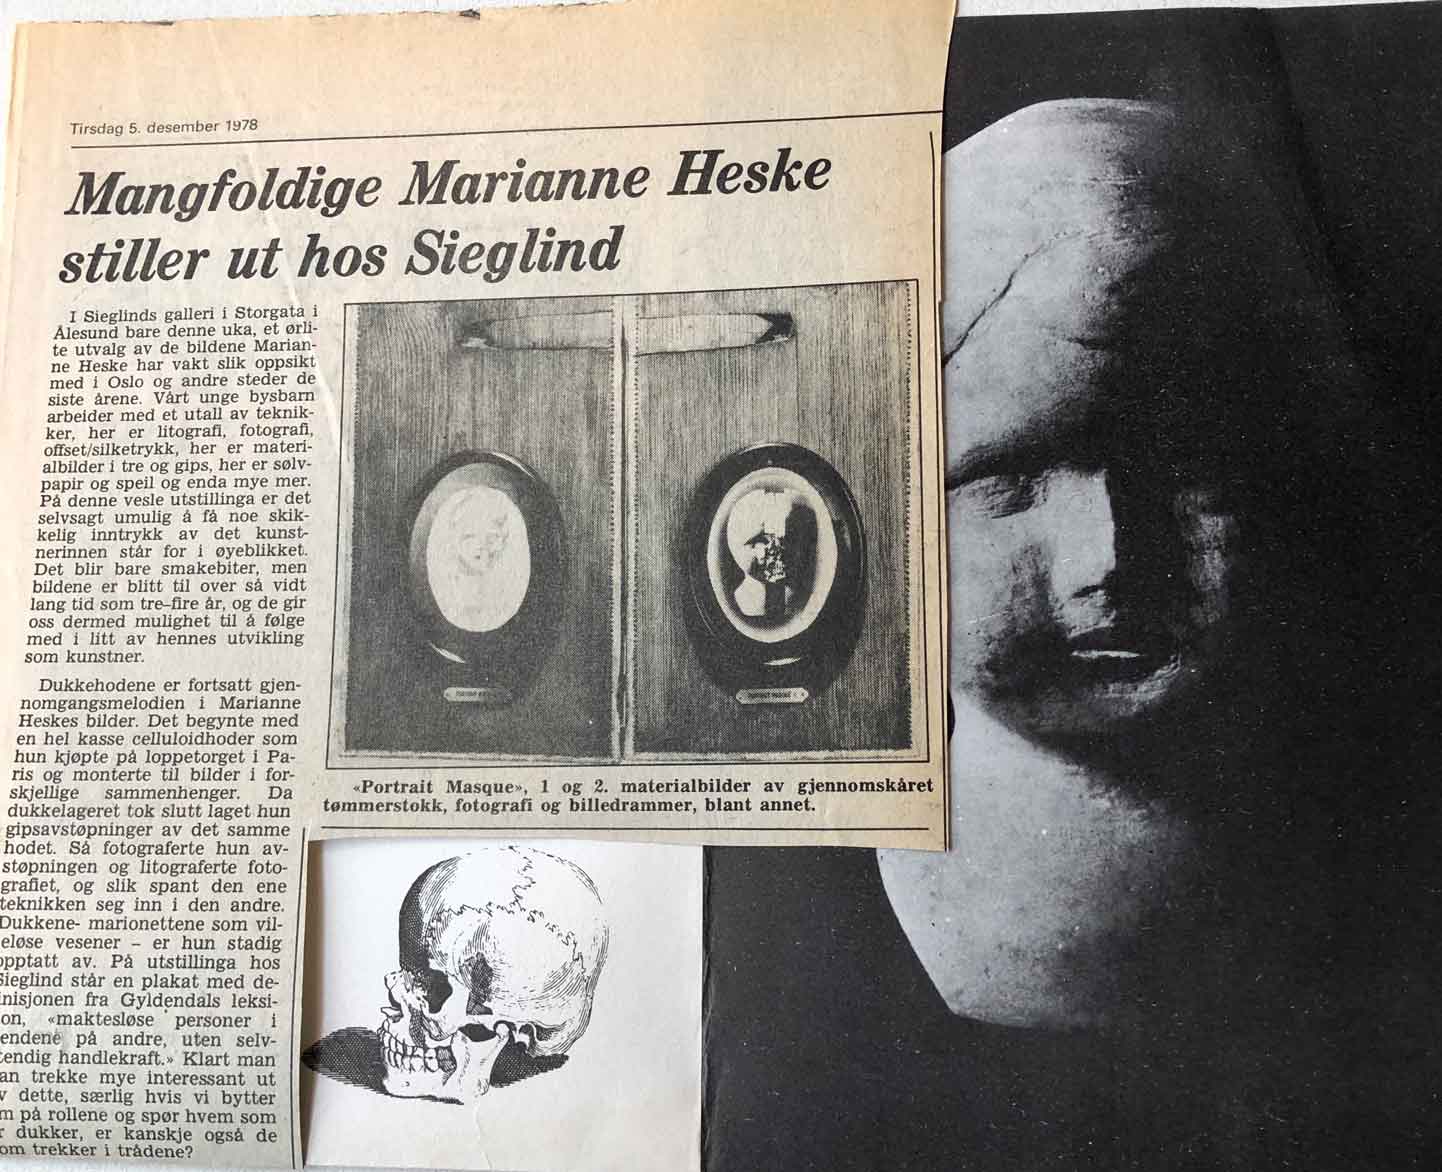 Tirsdag 5. desember 1978
Mangfoldige Marianne Heske
stiller ut hos Sieglind
I Sieglinds galleri i Storgata i
Ålesund bare denne uka, et ørli-
te utvalg av de bildene Marian-
ne Heske har vakt slik oppsikt
med i Oslo og andre steder de
siste årene. Vårt unge bysbarn
arbeider med et utall av teknik-
ker, her er litografi, fotografi,
offset/silketrykk, her er materi-
albilder i tre og gips, her er sølv-
papir og speil og enda mye mer.
På denne vesle utstillinga er det
selvsagt umulig å få noe skik-
kelig inntrykk av det kunst-
nerinnen står for i øyeblikket.
Det blir bare smakebiter, men
bildene er blitt til over så vidt
lang tid som tre–fire år, og de gir
oss dermed mulighet til å følge
med i litt av hennes utvikling
som kunstner.
Dukkehodene er fortsatt gjen-
nomgangsmelodien i Marianne
Heskes bilder. Det begynte med
en hel kasse celluloidhoder som
hun kjøpte på loppetorget i Pa-
ris og monterte til bilder i for-
skjellige sammenhenger. Da
dukkelageret tok slutt laget hun
gipsavstøpninger av det samme
hodet. Så fotograferte hun av-
støpningen og litograferte foto-
grafiet, og slik spant den ene
teknikken seg inn i den andre.
Dukkene- marionettene som vil-
eløse vesener – er hun stadig
opptatt av. På utstillinga hos
Sieglind står en plakat med de-
inisjonen fra Gyldendals leksi-
on, «maktesløse personer i
endene på andre, uten selv-
tendig handlekraft.» Klart man
an trekke mye interessant ut
v dette, særlig hvis vi bytter
m på rollene og spør hvem som
r dukker, er kanskje også de
om trekker i trådene?
«Portrait Masque», 1 og 2. materialbilder av gjennomskåret
tømmerstokk, fotografi og billedrammer, blant annet.